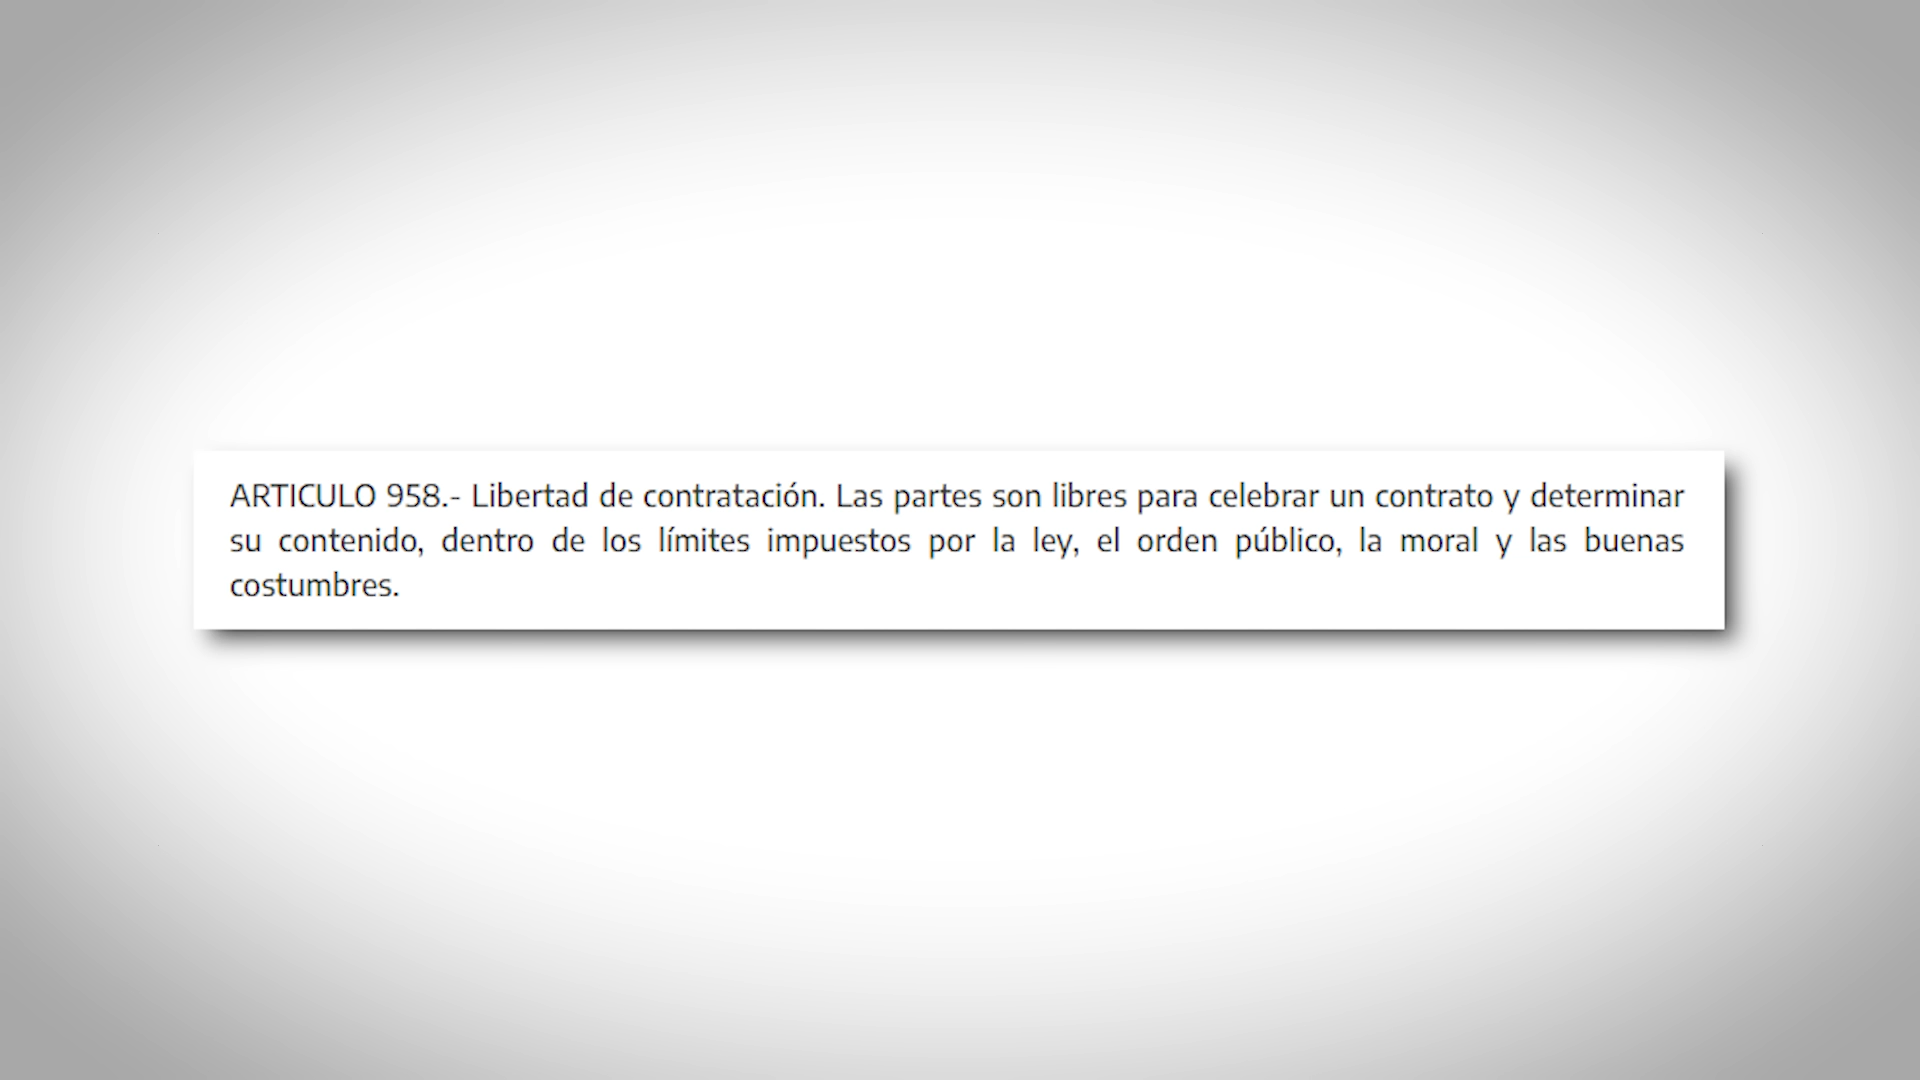 ARTICULO 958.- Libertad de contratación. Las partes son libres para celebrar un contrato y determinar
su contenido, dentro de los límites impuestos por la ley, el orden público, la moral y las buenas
costumbres.